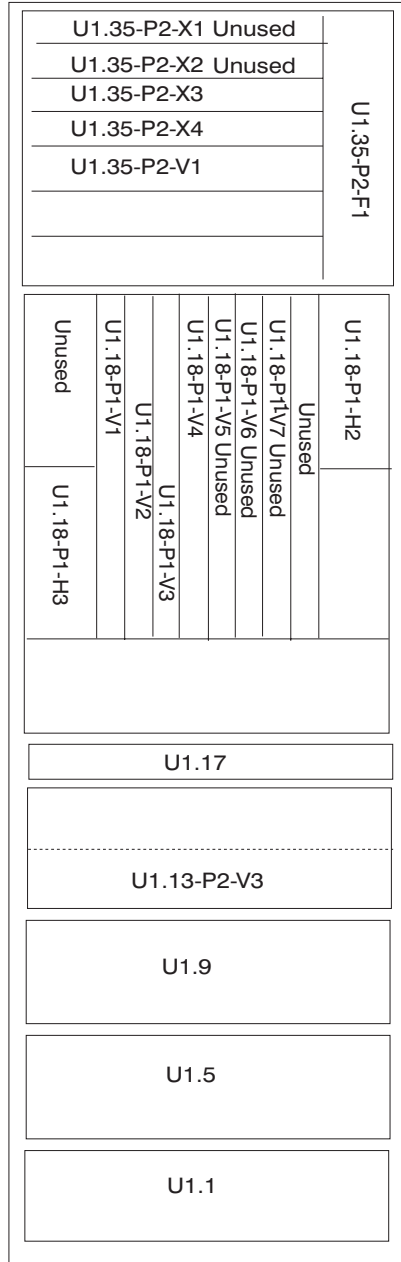 U1.35-P2-X1 Unused
U1.35-P2-X2 Unused
U1.35-P2-X3
U1.35-P2-X4
U1.35-P2-V1
U1.35-P2-F1
Unused
U1.18-P1-H3
U1.18-P1-V1
U1.18-P1-V2
U1.18-P1-V3
U1.18-P1-V4
U1.18-P1-V5 Unused
U1.18-P1-V6 Unused
U1.18-P1-V7 Unused
Unused
U1.18-P1-H2
U1.17
U1.13-P2-V3
U1.9
U1.5
U1.1